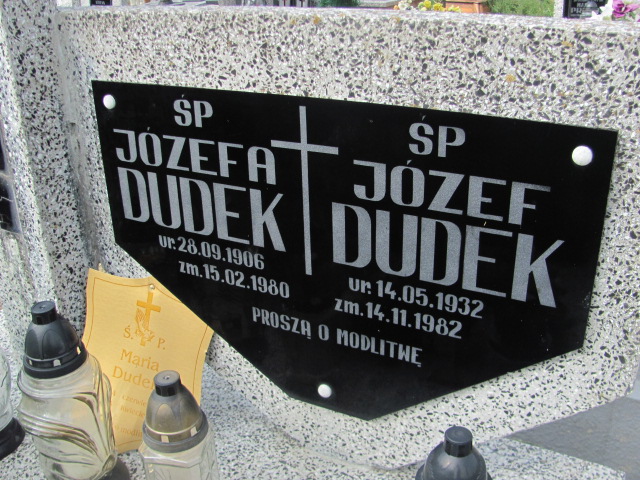 ŚP
JÓZEFA
DUDEK
ur. 28.09.1906
zm. 15.02.1980
ŚP
JÓZEF
DUDEK
ur. 14.05.1932
zm. 14.11.1982
PROSZĄ O MODLITWĘ
Ś. P.
Maria